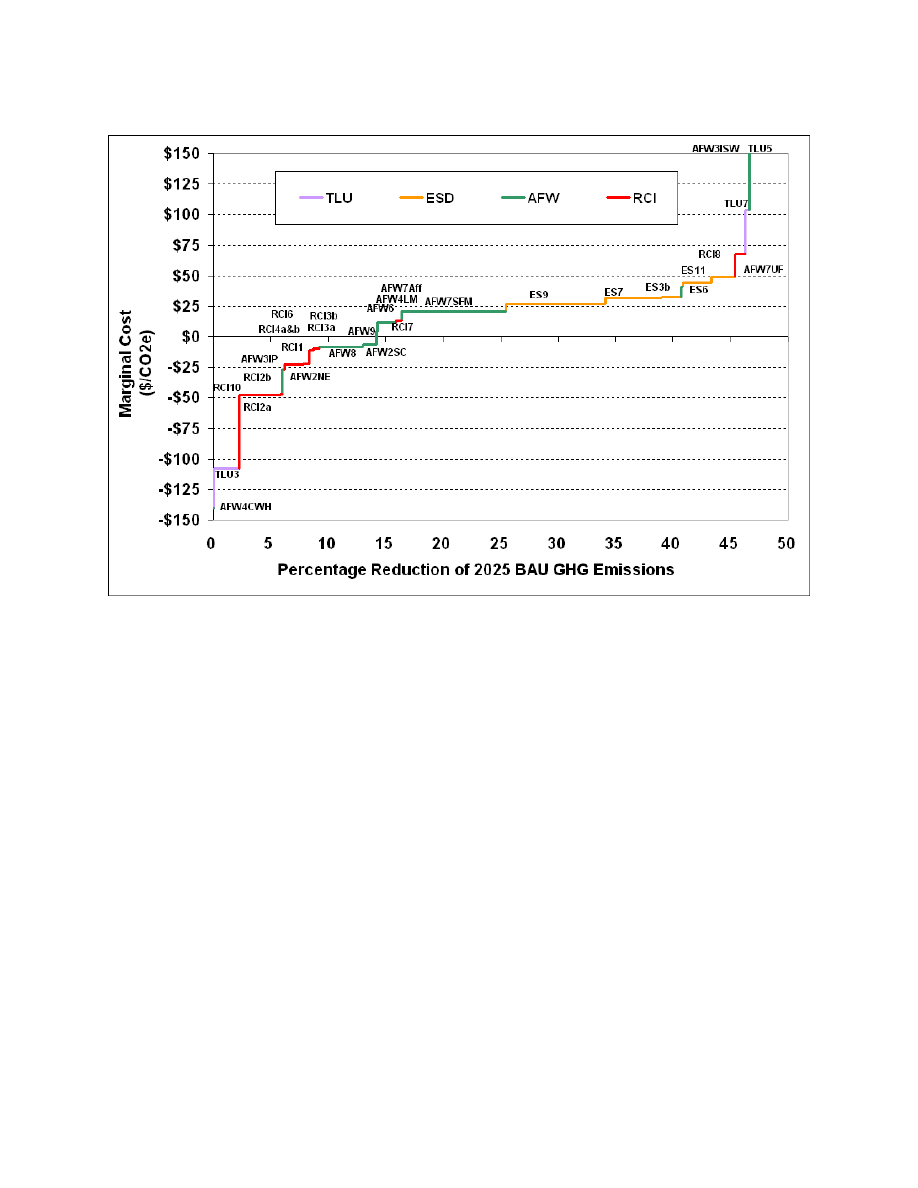 AFW3ISW TLU5
$150
$125
TLU ESD AFW RCI
TLU7
$100
$75
RCI8
ES11 AFW7UF
$50
AFW7Aff ES9 ES7 ES3b ES6
AFW4LM AFW7SFM
$25
AFW6
RCI6 RCI3b
RCI4a&b RCI3a AFW9 RCI7
$0
RCI1 AFW8 AFW2SC
AFW3IP
-$25
RCI2b AFW2NE
RCI10
-$50
RCI2a
-$75
-$100
TLU3
-$125
AFW4CWH
-$150
0 5 10 15 20 25 30 35 40 45 50
Percentage Reduction of 2025 BAU GHG Emissions
Marginal Cost
($/CO2e)